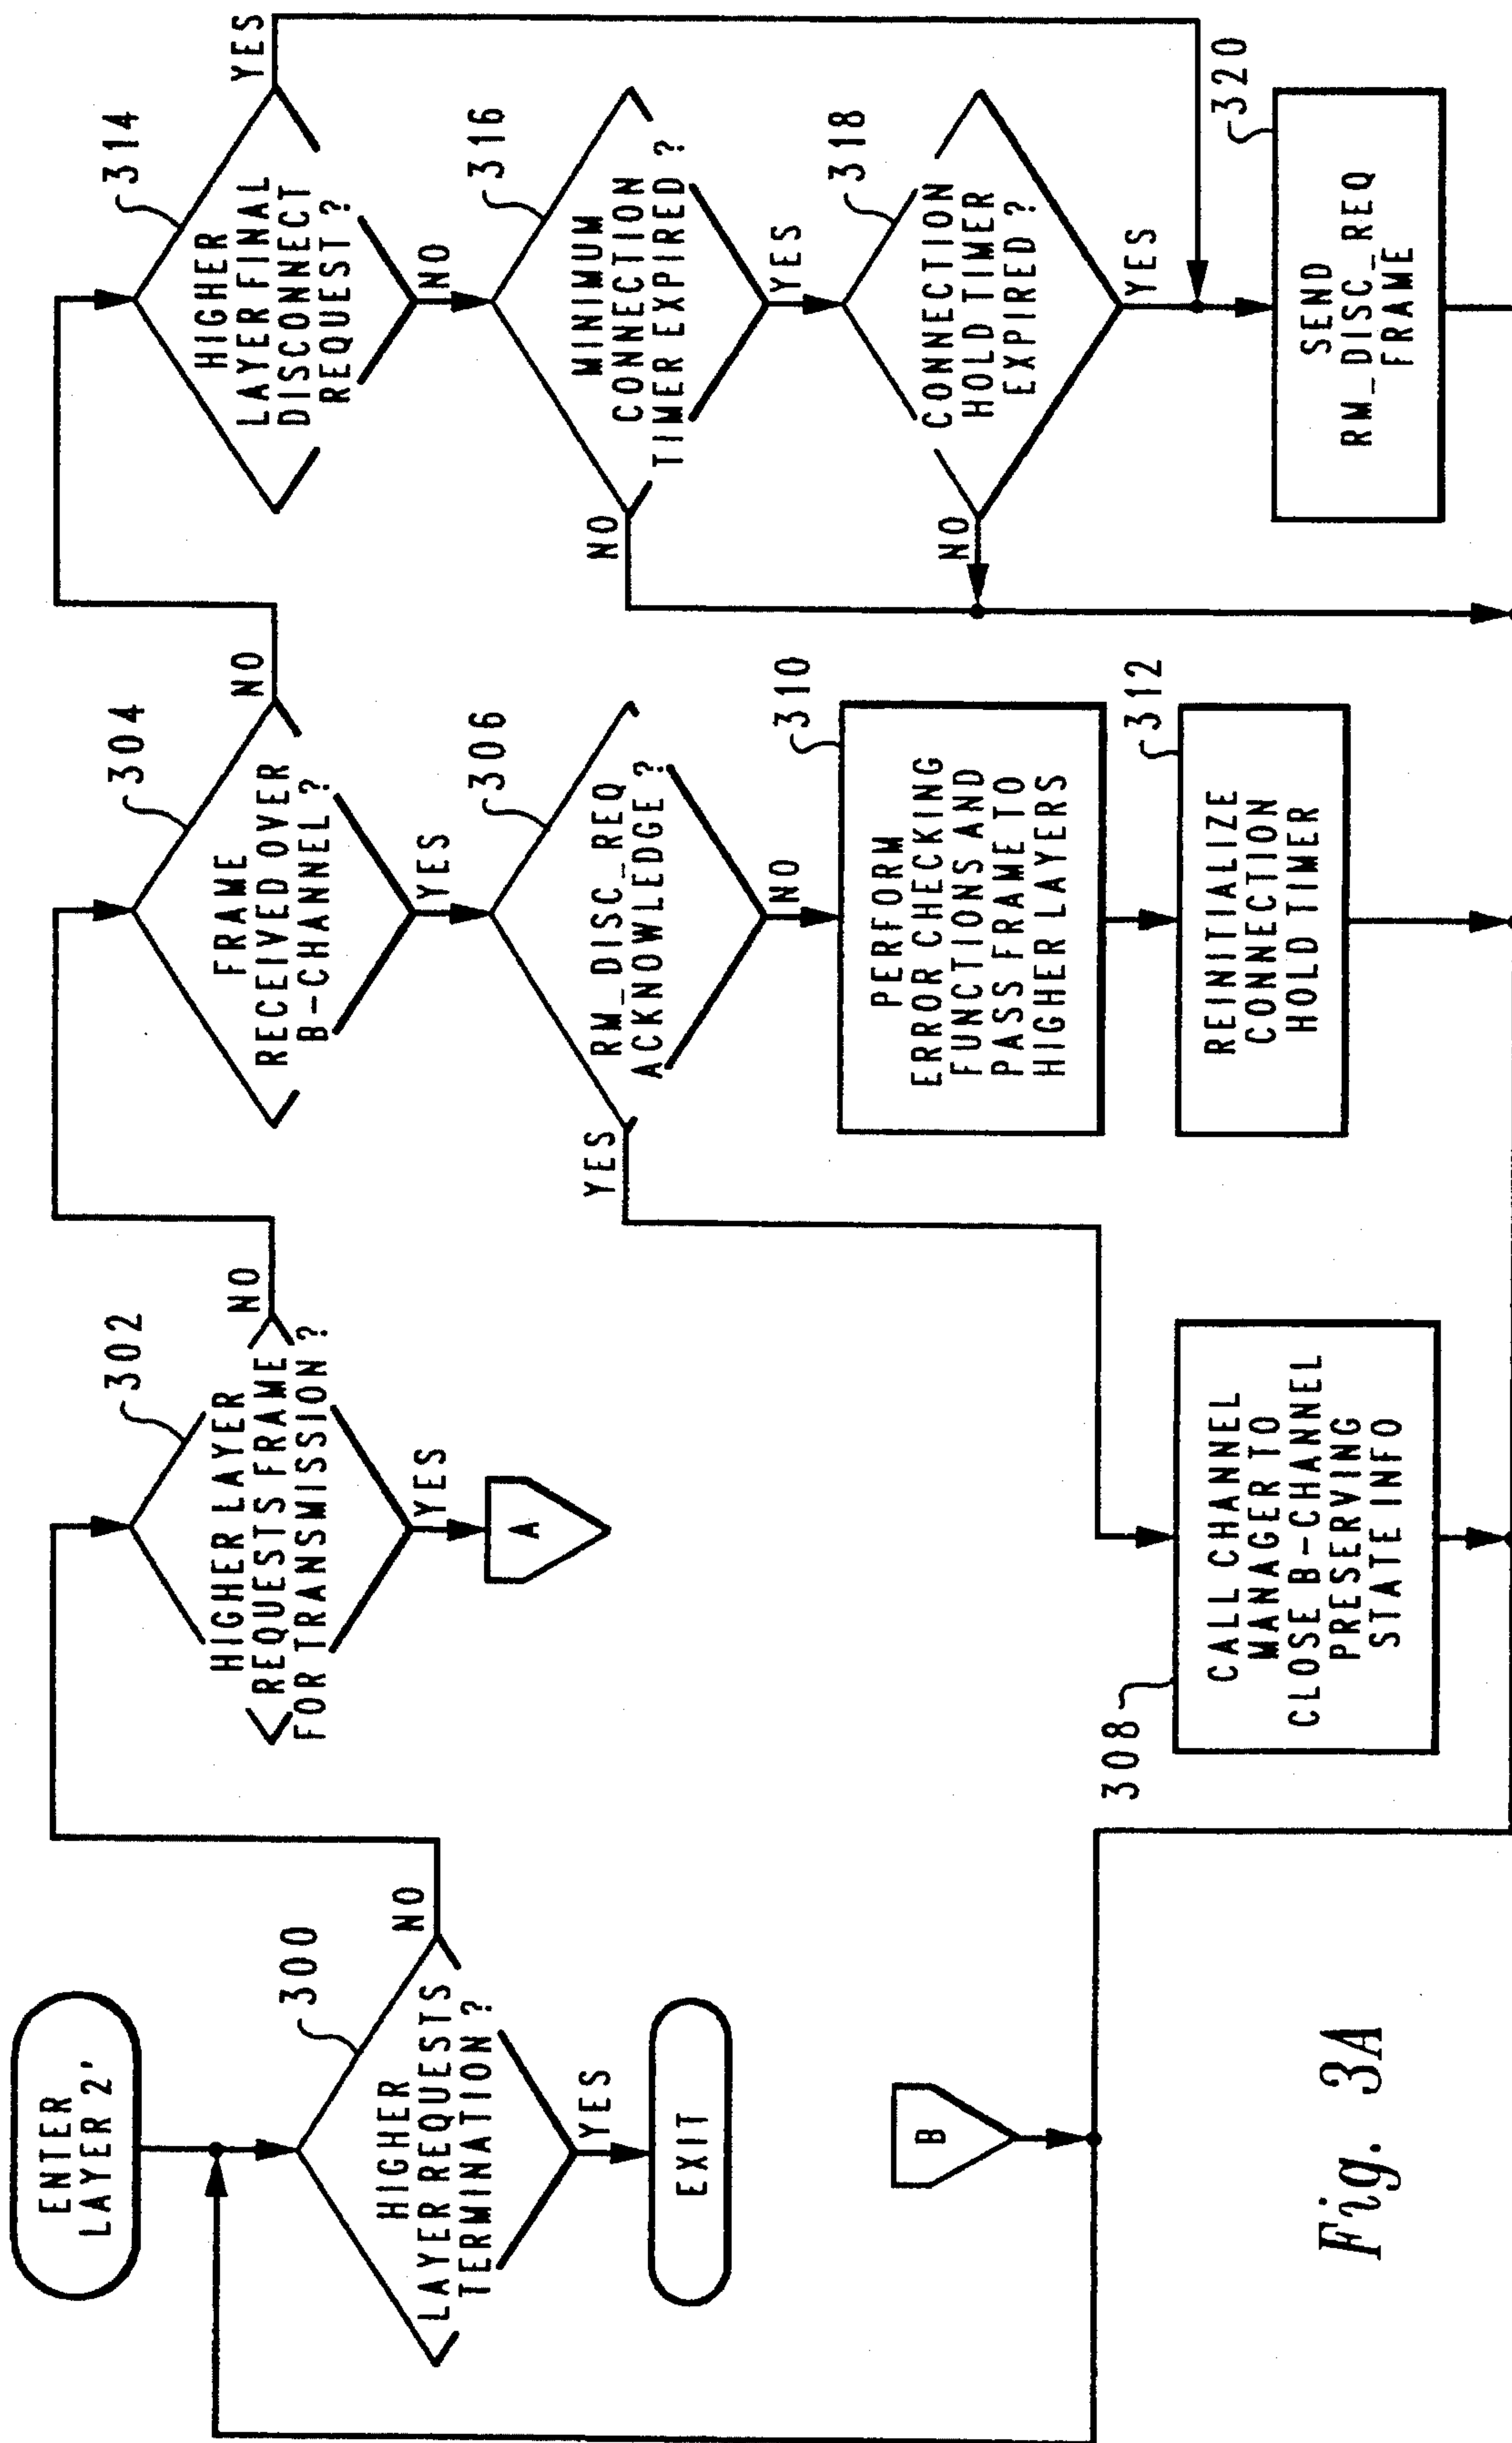 ENTER
LAYER 2'
300
HIGHER
LAYER REQUESTS
TERMINATION ?
NO
YES
EXIT
B
302
HIGHER LAYER
REQUESTS FRAME
FOR TRANSMISSION ?
NO
YES
A
304
FRAME
RECEIVED OVER
B-CHANNEL ?
NO
YES
306
RM_DISC_REQ
ACKNOWLEDGE ?
YES
NO
308
CALL CHANNEL
MANAGER TO
CLOSE B-CHANNEL
PRESERVING
STATE INFO
310
PERFORM
ERROR CHECKING
FUNCTIONS AND
PASS FRAME TO
HIGHER LAYERS
312
REINITIALIZE
CONNECTION
HOLD TIMER
314
HIGHER
LAYER FINAL
DISCONNECT
REQUEST ?
YES
NO
316
MINIMUM
CONNECTION
TIMER EXPIRED ?
NO
YES
318
CONNECTION
HOLD TIMER
EXPIRED ?
NO
YES
320
SEND
RM_DISC_REQ
FRAME
Fig. 3A